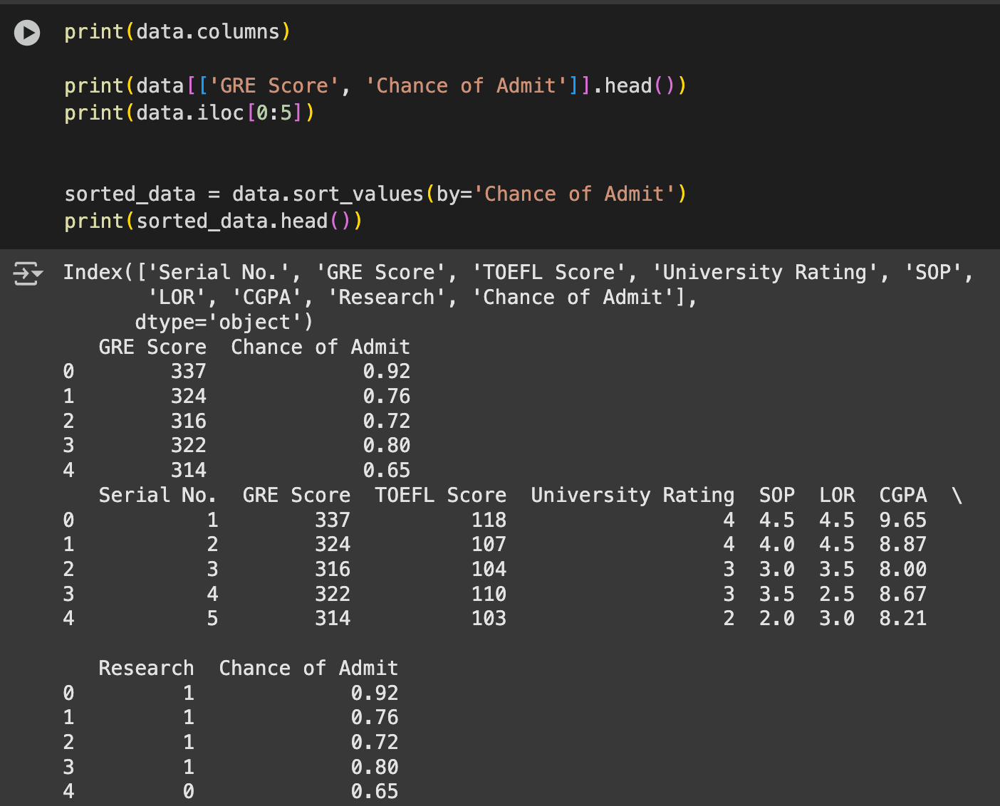 print(data.columns)
print(data[['GRE Score', 'Chance of Admit']].head())
print(data.iloc[0:5])
sorted_data = data.sort_values(by='Chance of Admit')
print(sorted_data.head())
Index(['Serial No.', 'GRE Score', 'TOEFL Score', 'University Rating', 'SOP',
       'LOR', 'CGPA', 'Research', 'Chance of Admit'],
      dtype='object')
   GRE Score  Chance of Admit
0        337             0.92
1        324             0.76
2        316             0.72
3        322             0.80
4        314             0.65
   Serial No.  GRE Score  TOEFL Score  University Rating  SOP  LOR  CGPA  \
0           1        337          118                  4  4.5  4.5  9.65
1           2        324          107                  4  4.0  4.5  8.87
2           3        316          104                  3  3.0  3.5  8.00
3           4        322          110                  3  3.5  2.5  8.67
4           5        314          103                  2  2.0  3.0  8.21
   Research  Chance of Admit
0         1             0.92
1         1             0.76
2         1             0.72
3         1             0.80
4         0             0.65